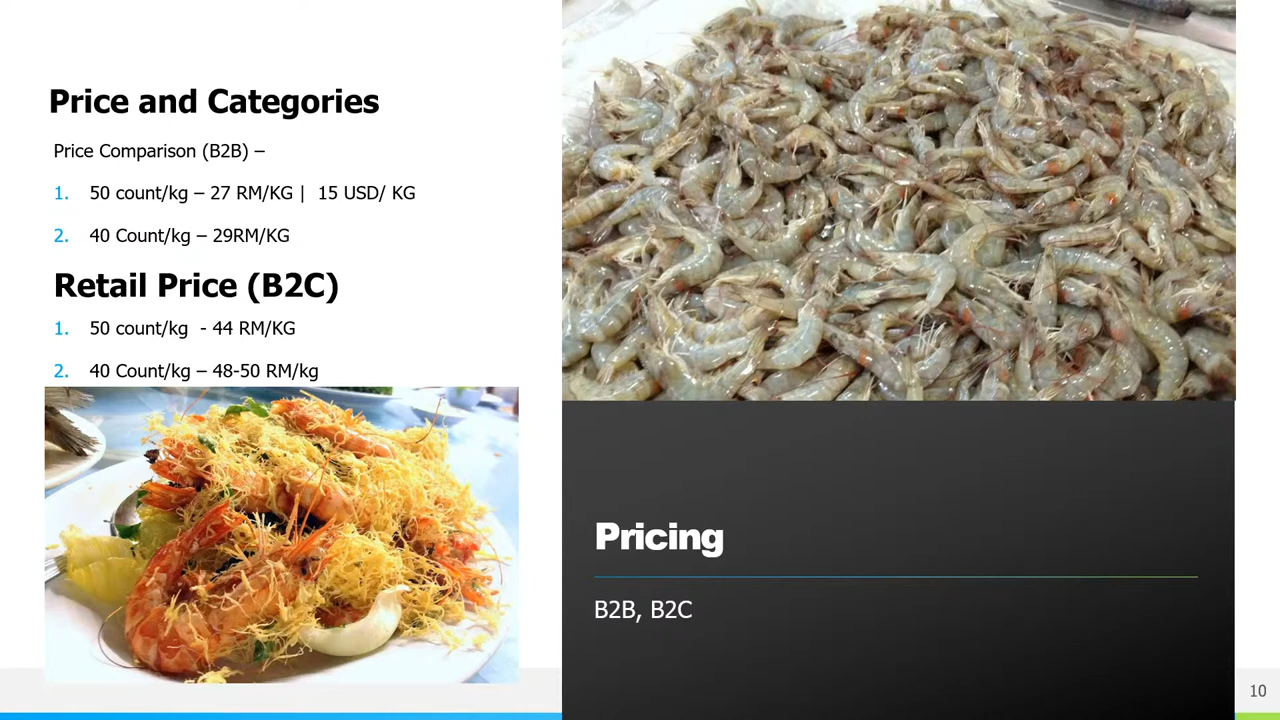 Price and Categories
Price Comparison (B2B) –
1. 50 count/kg – 27 RM/KG | 15 USD/ KG
2. 40 Count/kg – 29RM/KG
Retail Price (B2C)
1. 50 count/kg - 44 RM/KG
2. 40 Count/kg – 48-50 RM/kg
Pricing
B2B, B2C
10